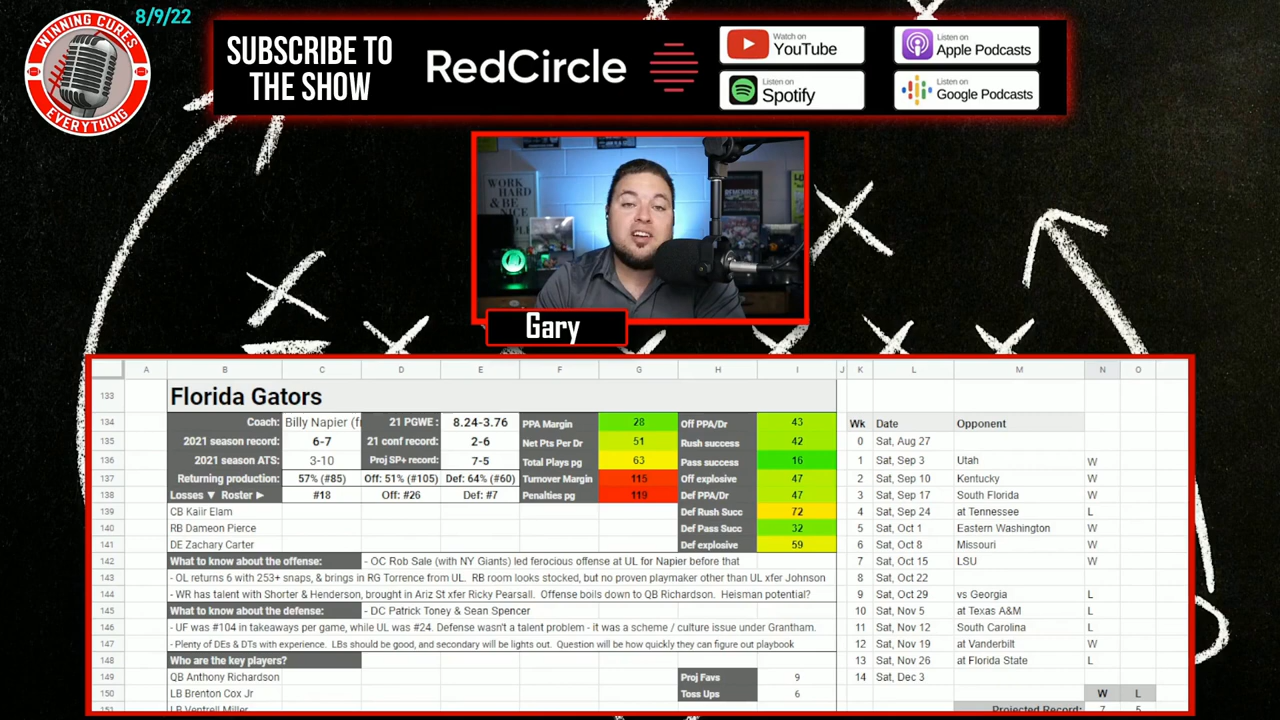 8/9/22
WINNING CURES
EVERYTHING
SUBSCRIBE TO
THE SHOW
RedCircle
Watch on
YouTube
Listen on
Apple Podcasts
Listen on
Spotify
Listen on
Google Podcasts
WORK
HARD
& BE
NICE
REMEMBER
Gary
A B C D E F G H I J K L M N O
133 Florida Gators
134 Coach: Billy Napier (fr 21 PGWE : 8.24-3.76 PPA Margin 28 Off PPA/Dr 43 Wk Date Opponent
135 2021 season record: 6-7 21 conf record: 2-6 Net Pts Per Dr 51 Rush success 42 0 Sat, Aug 27
136 2021 season ATS: 3-10 Proj SP+ record: 7-5 Total Plays pg 63 Pass success 16 1 Sat, Sep 3 Utah W
137 Returning production: 57% (#85) Off: 51% (#105) Def: 64% (#60) Turnover Margin 115 Off explosive 47 2 Sat, Sep 10 Kentucky W
138 Losses ▼ Roster ► #18 Off: #26 Def: #7 Penalties pg 119 Def PPA/Dr 47 3 Sat, Sep 17 South Florida W
139 CB Kaiir Elam Def Rush Succ 72 4 Sat, Sep 24 at Tennessee L
140 RB Dameon Pierce Def Pass Succ 32 5 Sat, Oct 1 Eastern Washington W
141 DE Zachary Carter Def explosive 59 6 Sat, Oct 8 Missouri W
142 What to know about the offense: - OC Rob Sale (with NY Giants) led ferocious offense at UL for Napier before that 7 Sat, Oct 15 LSU W
143 - OL returns 6 with 253+ snaps, & brings in RG Torrence from UL. RB room looks stocked, but no proven playmaker other than UL xfer Johnson 8 Sat, Oct 22
144 - WR has talent with Shorter & Henderson, brought in Ariz St xfer Ricky Pearsall. Offense boils down to QB Richardson. Heisman potential? 9 Sat, Oct 29 vs Georgia L
145 What to know about the defense: - DC Patrick Toney & Sean Spencer 10 Sat, Nov 5 at Texas A&M L
146 - UF was #104 in takeaways per game, while UL was #24. Defense wasn't a talent problem - it was a scheme / culture issue under Grantham. 11 Sat, Nov 12 South Carolina L
147 - Plenty of DEs & DTs with experience. LBs should be good, and secondary will be lights out. Question will be how quickly they can figure out playbook 12 Sat, Nov 19 at Vanderbilt W
148 Who are the key players? 13 Sat, Nov 26 at Florida State L
149 QB Anthony Richardson Proj Favs 9 14 Sat, Dec 3
150 LB Brenton Cox Jr Toss Ups 6 W L
151 LB Ventrell Miller Projected Record: 7 5